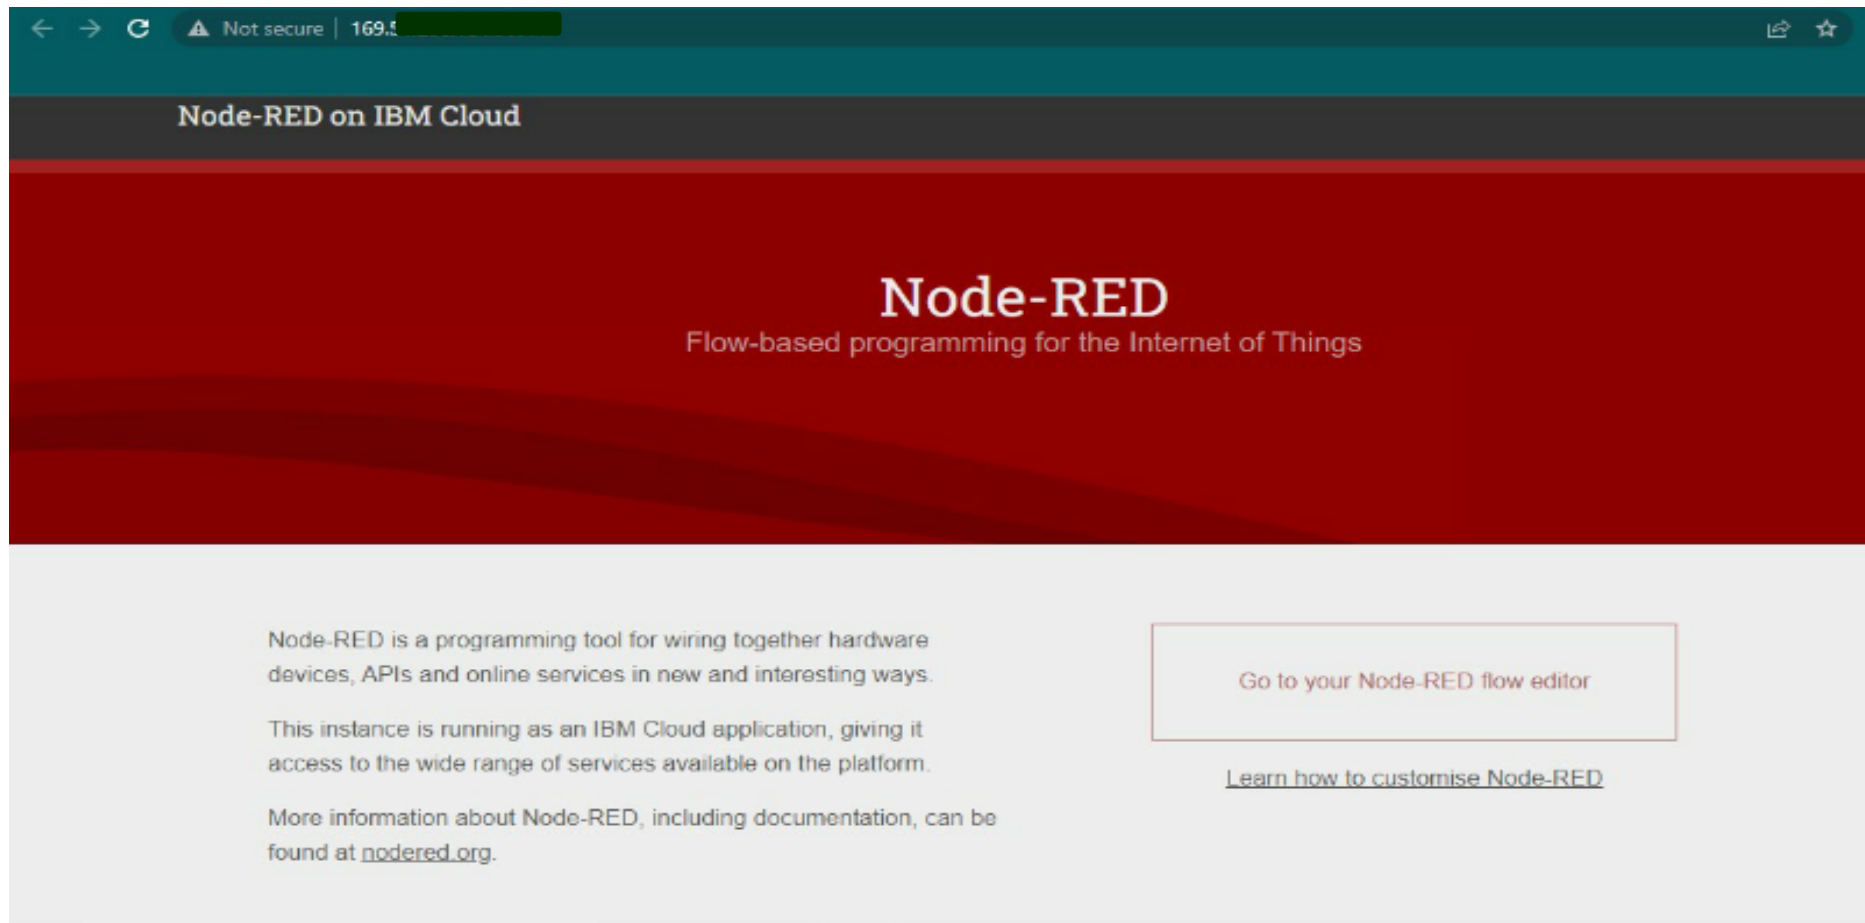 Not secure | 169.5
Node-RED on IBM Cloud
Node-RED
Flow-based programming for the Internet of Things
Node-RED is a programming tool for wiring together hardware
devices, APIs and online services in new and interesting ways.
This instance is running as an IBM Cloud application, giving it
access to the wide range of services available on the platform.
More information about Node-RED, including documentation, can be
found at nodered.org.
Go to your Node-RED flow editor
Learn how to customise Node-RED